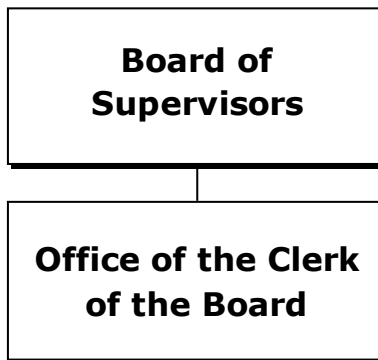 Board of
Supervisors
Office of the Clerk
of the Board